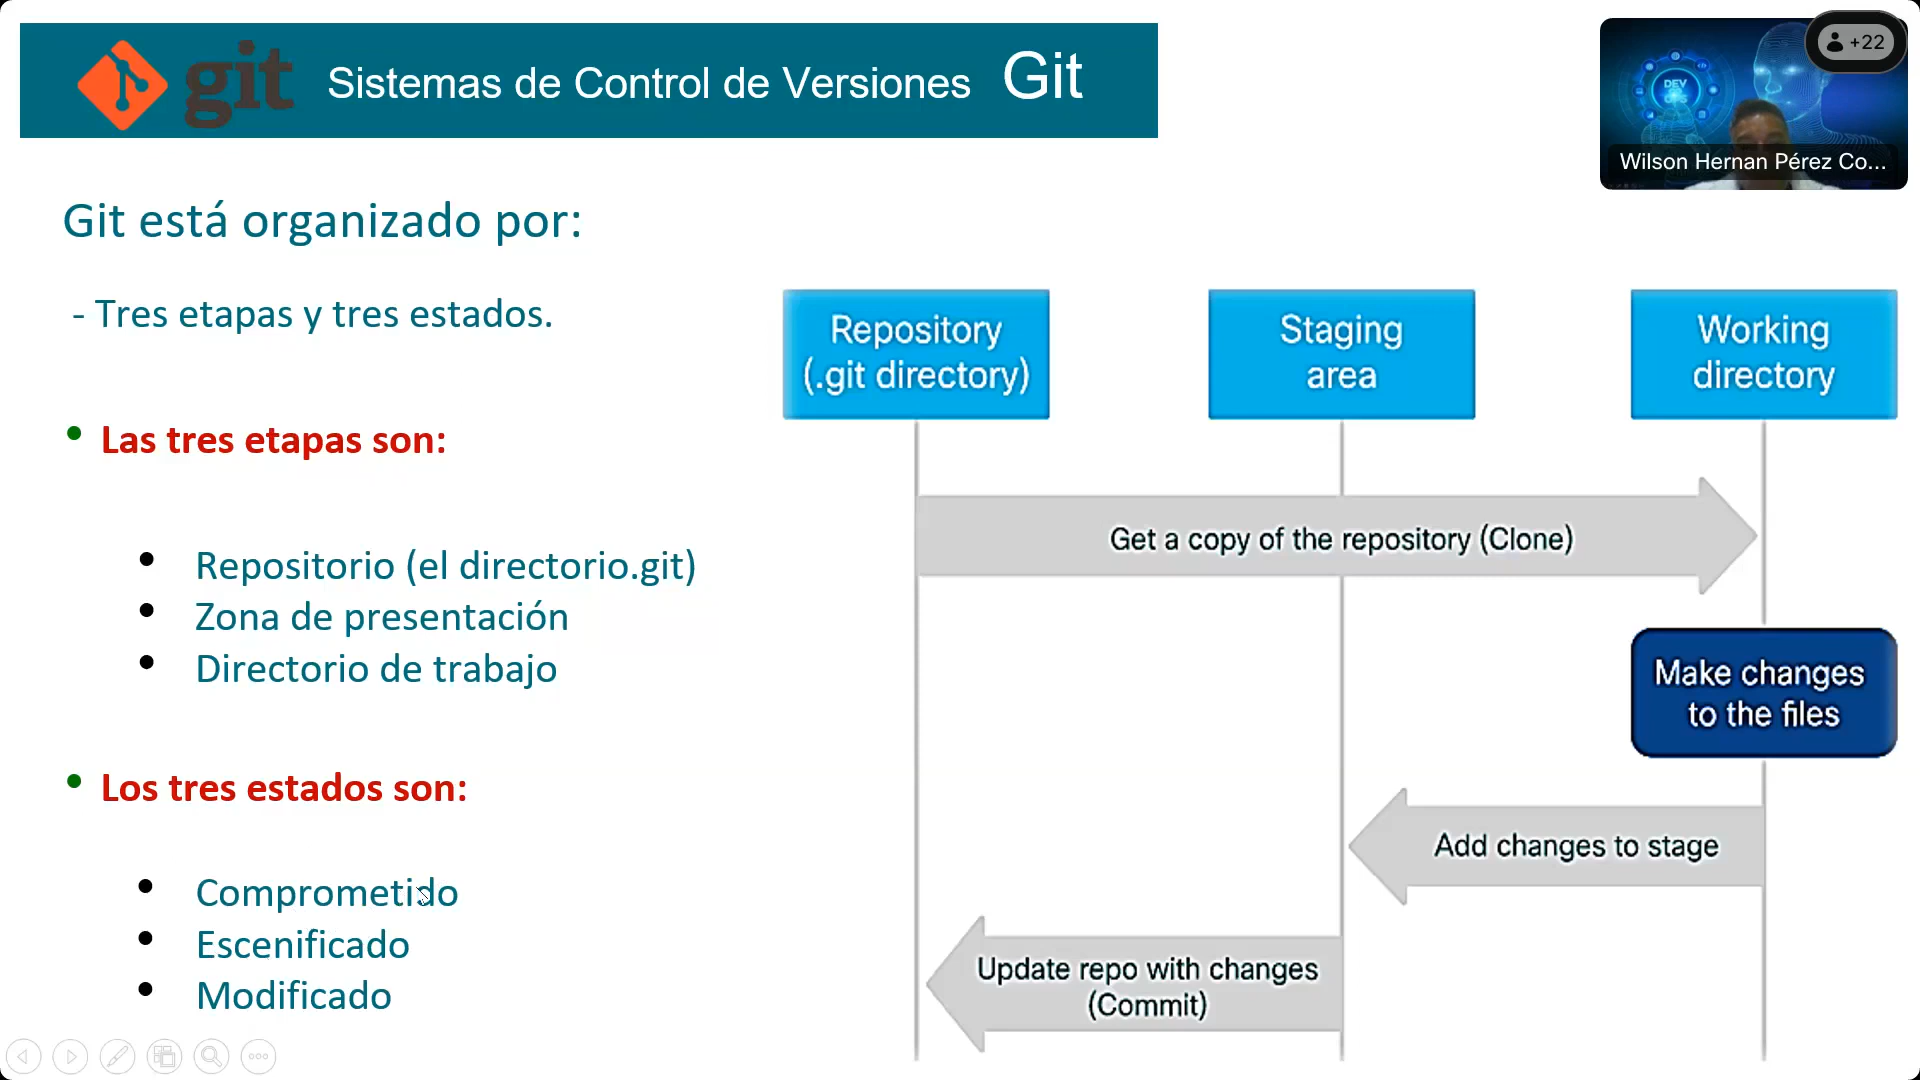 git Sistemas de Control de Versiones Git
+22
DEV
Wilson Hernan Pérez Co...
Git está organizado por:
- Tres etapas y tres estados.
• Las tres etapas son:
• Repositorio (el directorio.git)
• Zona de presentación
• Directorio de trabajo
• Los tres estados son:
• Comprometido
• Escenificado
• Modificado
Repository
(.git directory)
Staging
area
Working
directory
Get a copy of the repository (Clone)
Make changes
to the files
Add changes to stage
Update repo with changes
(Commit)